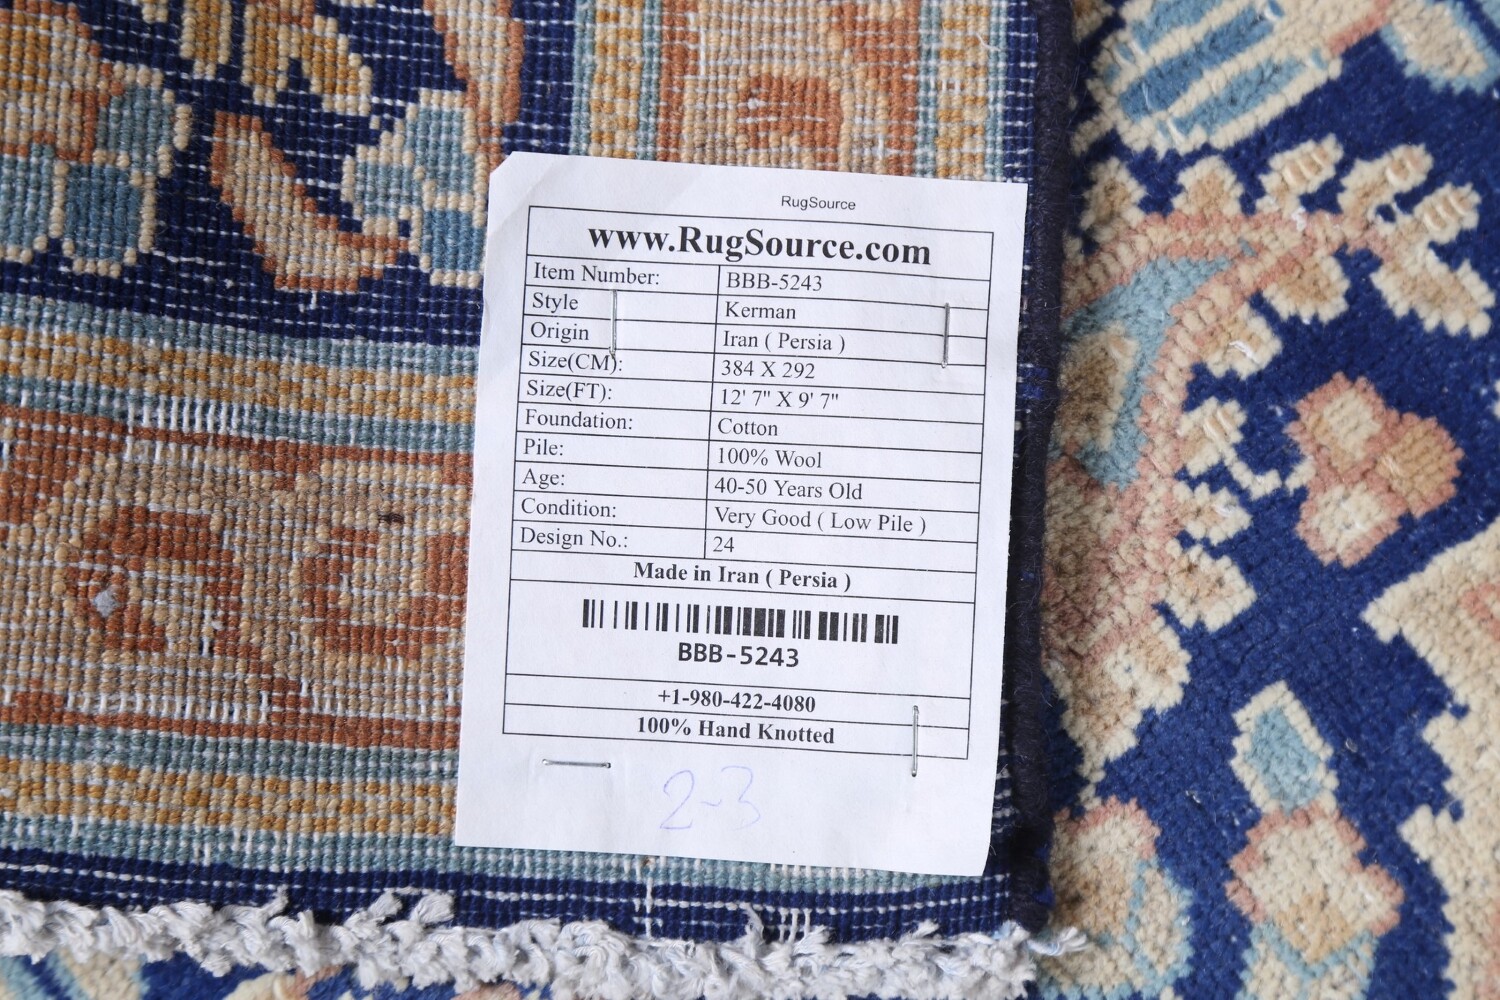 RugSource
www.RugSource.com
Item Number: BBB-5243
Style Kerman
Origin Iran ( Persia )
Size(CM): 384 X 292
Size(FT): 12' 7" X 9' 7"
Foundation: Cotton
Pile: 100% Wool
Age: 40-50 Years Old
Condition: Very Good ( Low Pile )
Design No.: 24
Made in Iran ( Persia )
BBB-5243
+1-980-422-4080
100% Hand Knotted
2-3